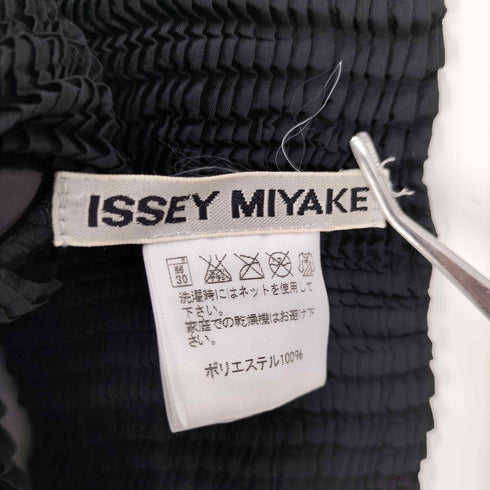 ISSEY MIYAKE
弱
30
洗濯時にはネットを使用して
下さい。
家庭での乾燥機はお避け下
さい。
ポリエステル100%